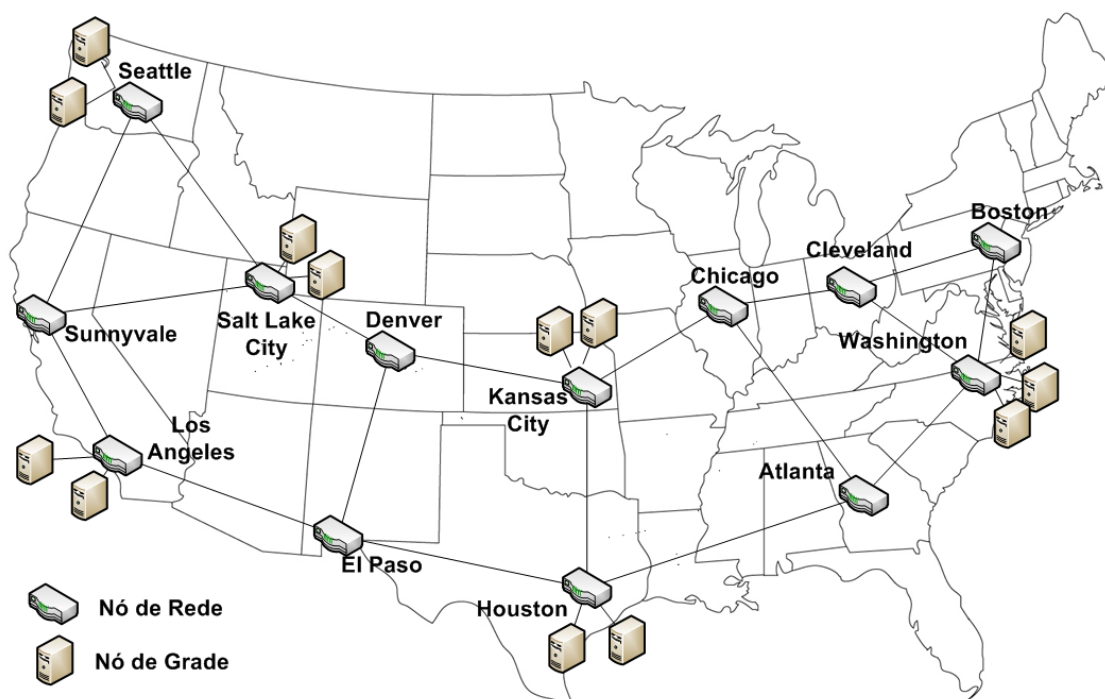 Seattle
Boston
Cleveland
Chicago
Salt Lake
City
Denver
Sunnyvale
Washington
Kansas
City
Los
Angeles
Atlanta
El Paso
Houston
Nó de Rede
Nó de Grade